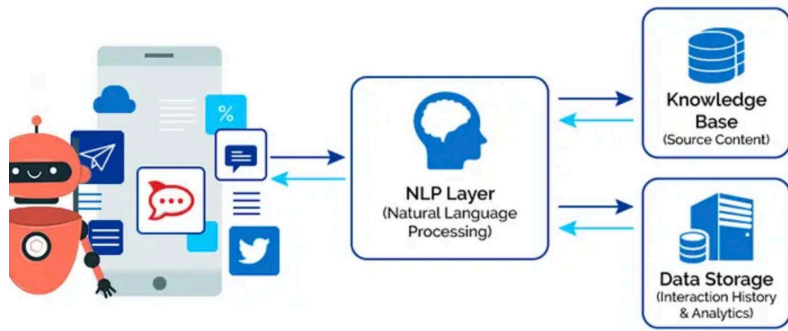 %
NLP Layer
(Natural Language
Processing)
Knowledge
Base
(Source Content)
Data Storage
(Interaction History
& Analytics)